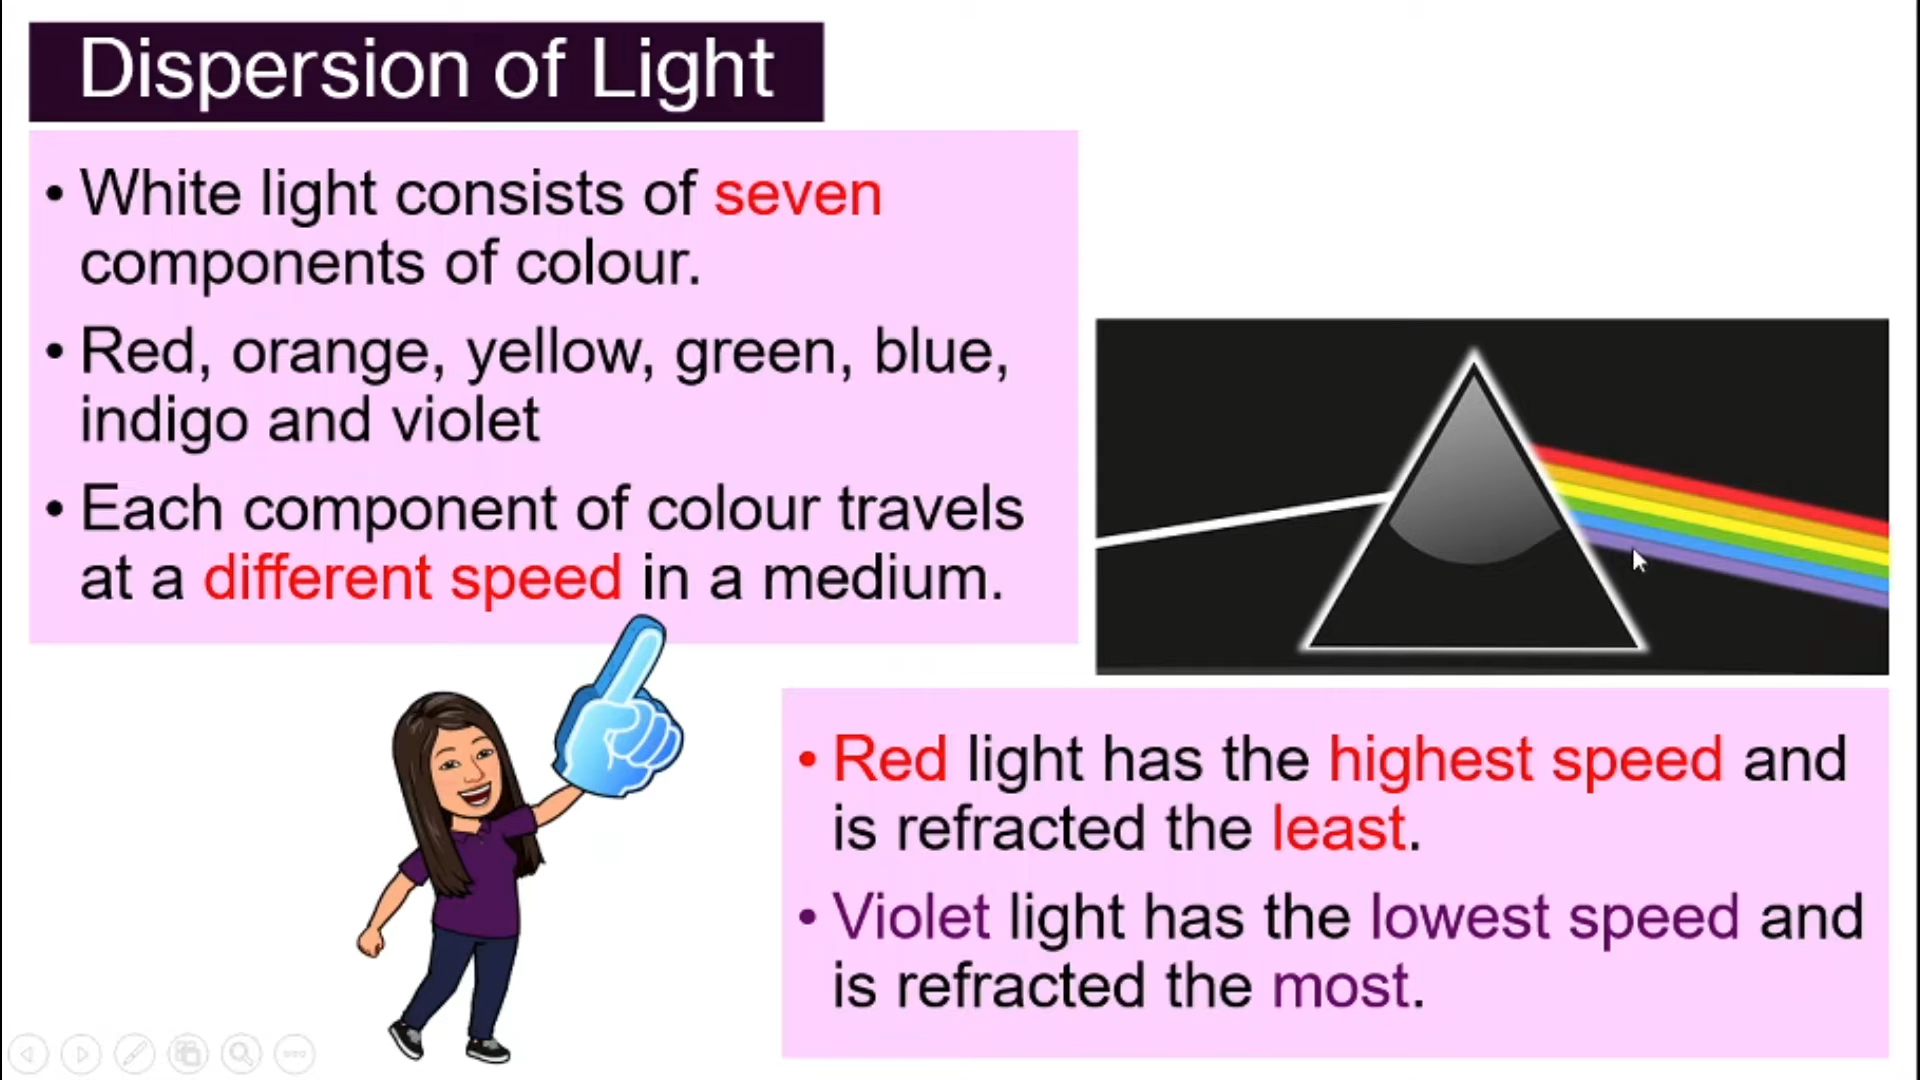 Dispersion of Light
• White light consists of seven
components of colour.
• Red, orange, yellow, green, blue,
indigo and violet
• Each component of colour travels
at a different speed in a medium.
• Red light has the highest speed and
is refracted the least.
• Violet light has the lowest speed and
is refracted the most.